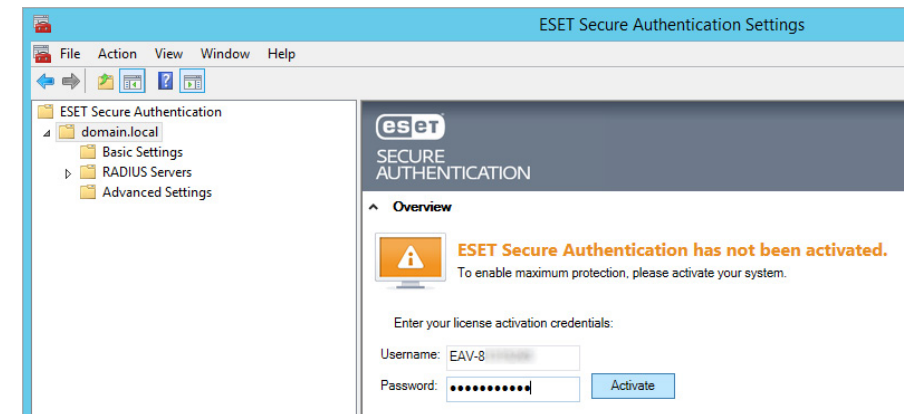 ESET Secure Authentication Settings
File Action View Window Help
ESET Secure Authentication
domain.local
Basic Settings
RADIUS Servers
Advanced Settings
eset
SECURE
AUTHENTICATION
Overview
ESET Secure Authentication has not been activated.
To enable maximum protection, please activate your system.
Enter your license activation credentials:
Username: EAV-8
Password: ●●●●●●●●●●● Activate